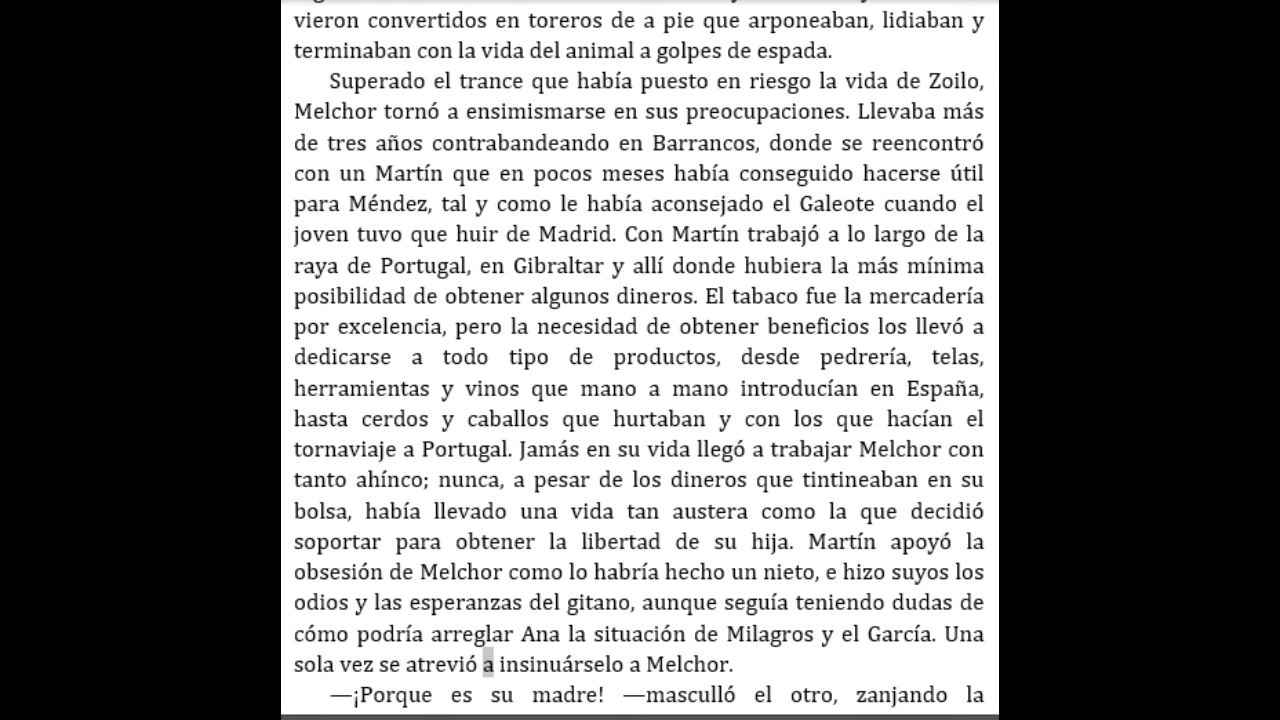 vieron convertidos en toreros de a pie que arponeaban, lidiaban y
terminaban con la vida del animal a golpes de espada.
Superado el trance que había puesto en riesgo la vida de Zoilo,
Melchor tornó a ensimismarse en sus preocupaciones. Llevaba más
de tres años contrabandeando en Barrancos, donde se reencontró
con un Martín que en pocos meses había conseguido hacerse útil
para Méndez, tal y como le había aconsejado el Galeote cuando el
joven tuvo que huir de Madrid. Con Martín trabajó a lo largo de la
raya de Portugal, en Gibraltar y allí donde hubiera la más mínima
posibilidad de obtener algunos dineros. El tabaco fue la mercadería
por excelencia, pero la necesidad de obtener beneficios los llevó a
dedicarse a todo tipo de productos, desde pedrería, telas,
herramientas y vinos que mano a mano introducían en España,
hasta cerdos y caballos que hurtaban y con los que hacían el
tornaviaje a Portugal. Jamás en su vida llegó a trabajar Melchor con
tanto ahínco; nunca, a pesar de los dineros que tintineaban en su
bolsa, había llevado una vida tan austera como la que decidió
soportar para obtener la libertad de su hija. Martín apoyó la
obsesión de Melchor como lo habría hecho un nieto, e hizo suyos los
odios y las esperanzas del gitano, aunque seguía teniendo dudas de
cómo podría arreglar Ana la situación de Milagros y el García. Una
sola vez se atrevió a insinuárselo a Melchor.
—¡Porque es su madre! —masculló el otro, zanjando la